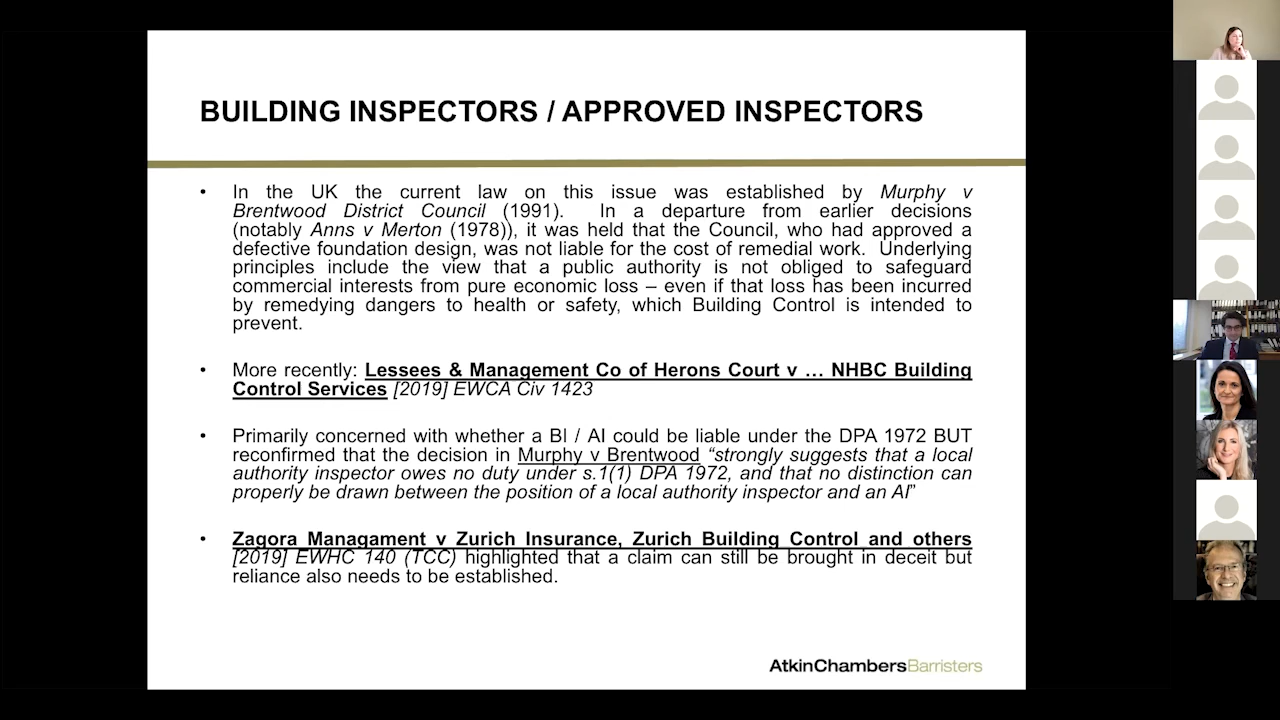 BUILDING INSPECTORS / APPROVED INSPECTORS
• In the UK the current law on this issue was established by Murphy v
Brentwood District Council (1991). In a departure from earlier decisions
(notably Anns v Merton (1978)), it was held that the Council, who had approved a
defective foundation design, was not liable for the cost of remedial work. Underlying
principles include the view that a public authority is not obliged to safeguard
commercial interests from pure economic loss – even if that loss has been incurred
by remedying dangers to health or safety, which Building Control is intended to
prevent.
• More recently: Lessees & Management Co of Herons Court v … NHBC Building
Control Services [2019] EWCA Civ 1423
• Primarily concerned with whether a BI / AI could be liable under the DPA 1972 BUT
reconfirmed that the decision in Murphy v Brentwood “strongly suggests that a local
authority inspector owes no duty under s.1(1) DPA 1972, and that no distinction can
properly be drawn between the position of a local authority inspector and an AI”
• Zagora Managament v Zurich Insurance, Zurich Building Control and others
[2019] EWHC 140 (TCC) highlighted that a claim can still be brought in deceit but
reliance also needs to be established.
AtkinChambersBarristers